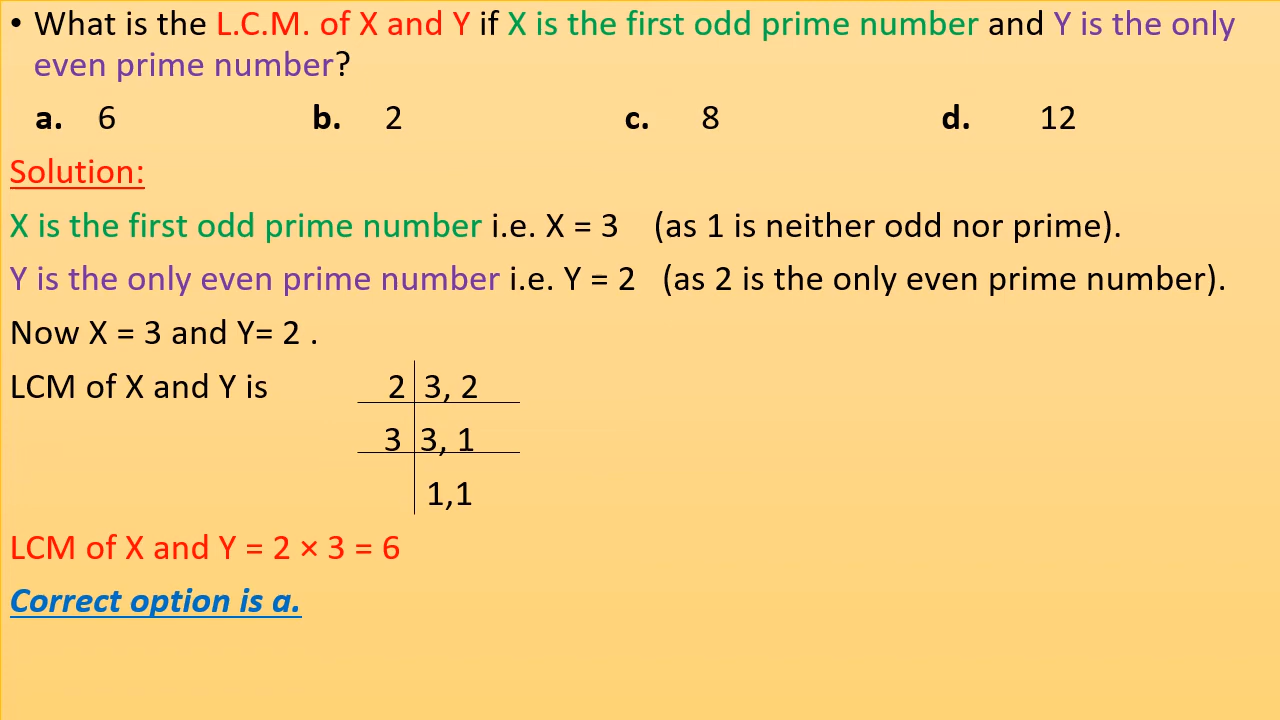 • What is the L.C.M. of X and Y if X is the first odd prime number and Y is the only
even prime number?
a. 6 b. 2 c. 8 d. 12
Solution:
X is the first odd prime number i.e. X = 3 (as 1 is neither odd nor prime).
Y is the only even prime number i.e. Y = 2 (as 2 is the only even prime number).
Now X = 3 and Y= 2 .
LCM of X and Y is 2 3, 2
3 3, 1
1,1
LCM of X and Y = 2 × 3 = 6
Correct option is a.